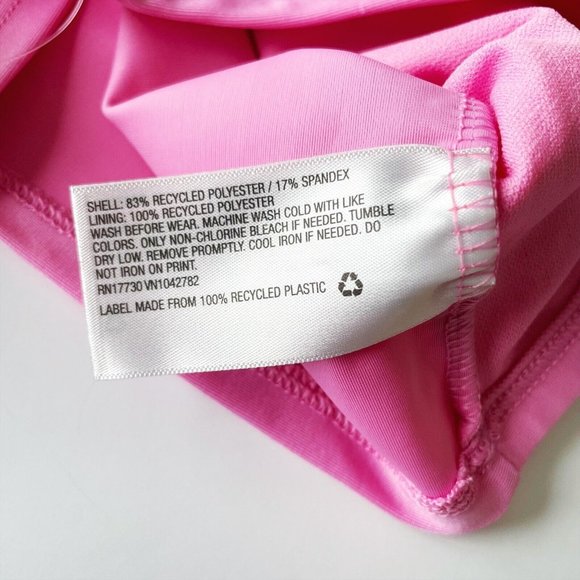 SHELL: 83% RECYCLED POLYESTER / 17% SPANDEX
LINING: 100% RECYCLED POLYESTER
WASH BEFORE WEAR. MACHINE WASH COLD WITH LIKE
COLORS. ONLY NON-CHLORINE BLEACH IF NEEDED. TUMBLE
DRY LOW. REMOVE PROMPTLY. COOL IRON IF NEEDED. DO
NOT IRON ON PRINT.
RN17730 VN1042782
LABEL MADE FROM 100% RECYCLED PLASTIC